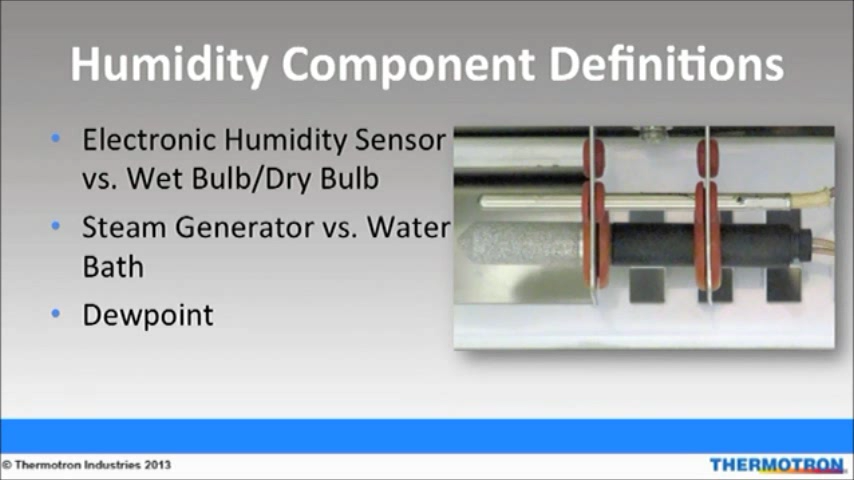 Humidity Component Definitions
• Electronic Humidity Sensor
vs. Wet Bulb/Dry Bulb
• Steam Generator vs. Water
Bath
• Dewpoint
© Thermotron Industries 2013
THERMOTRON